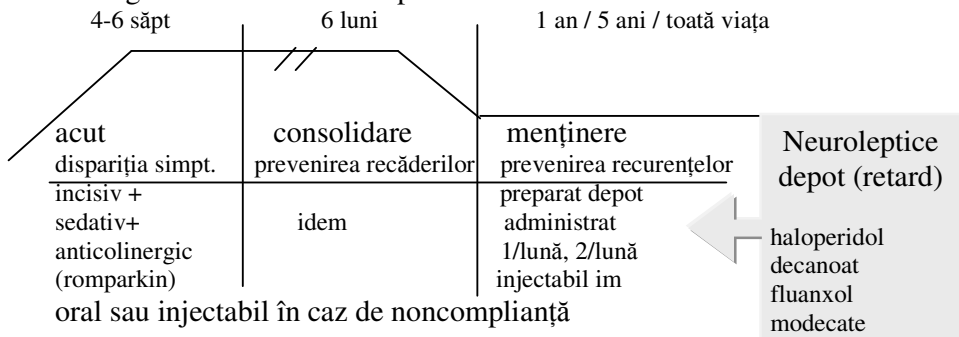 4-6 săpt 6 luni 1 an / 5 ani / toată viața
acut consolidare menținere
dispariția simpt. prevenirea recăderilor prevenirea recurențelor
incisiv + preparat depot
sedativ+ idem administrat
anticolinergic 1/lună, 2/lună
(romparkin) injectabil im
oral sau injectabil în caz de noncomplianță
Neuroleptice
depot (retard)
haloperidol
decanoat
fluanxol
modecate